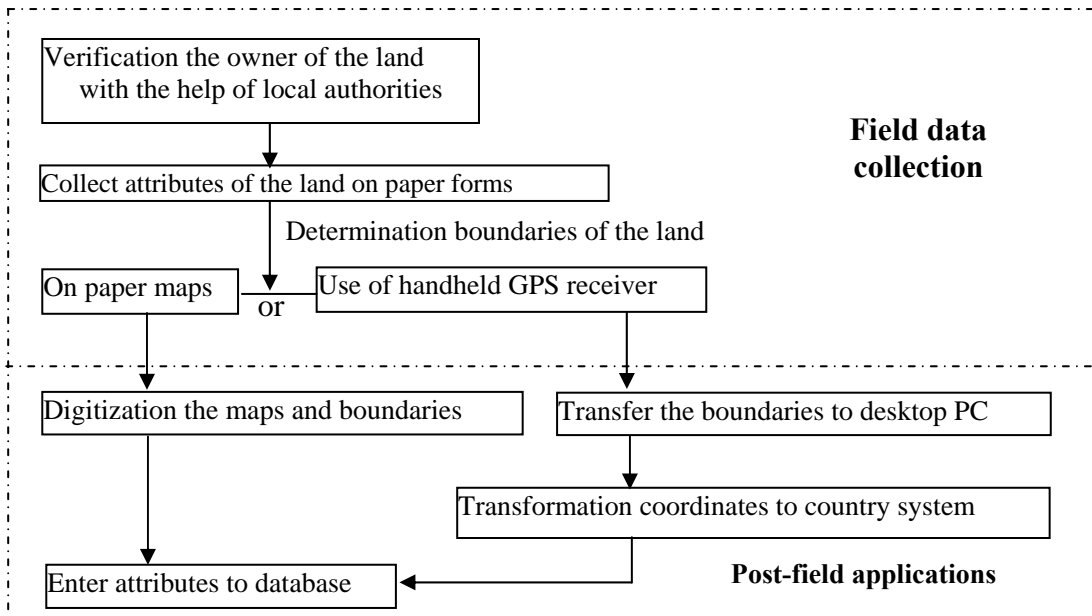 Verification the owner of the land
with the help of local authorities
Field data
collection
Collect attributes of the land on paper forms
Determination boundaries of the land
On paper maps
or
Use of handheld GPS receiver
Digitization the maps and boundaries
Transfer the boundaries to desktop PC
Transformation coordinates to country system
Enter attributes to database
Post-field applications